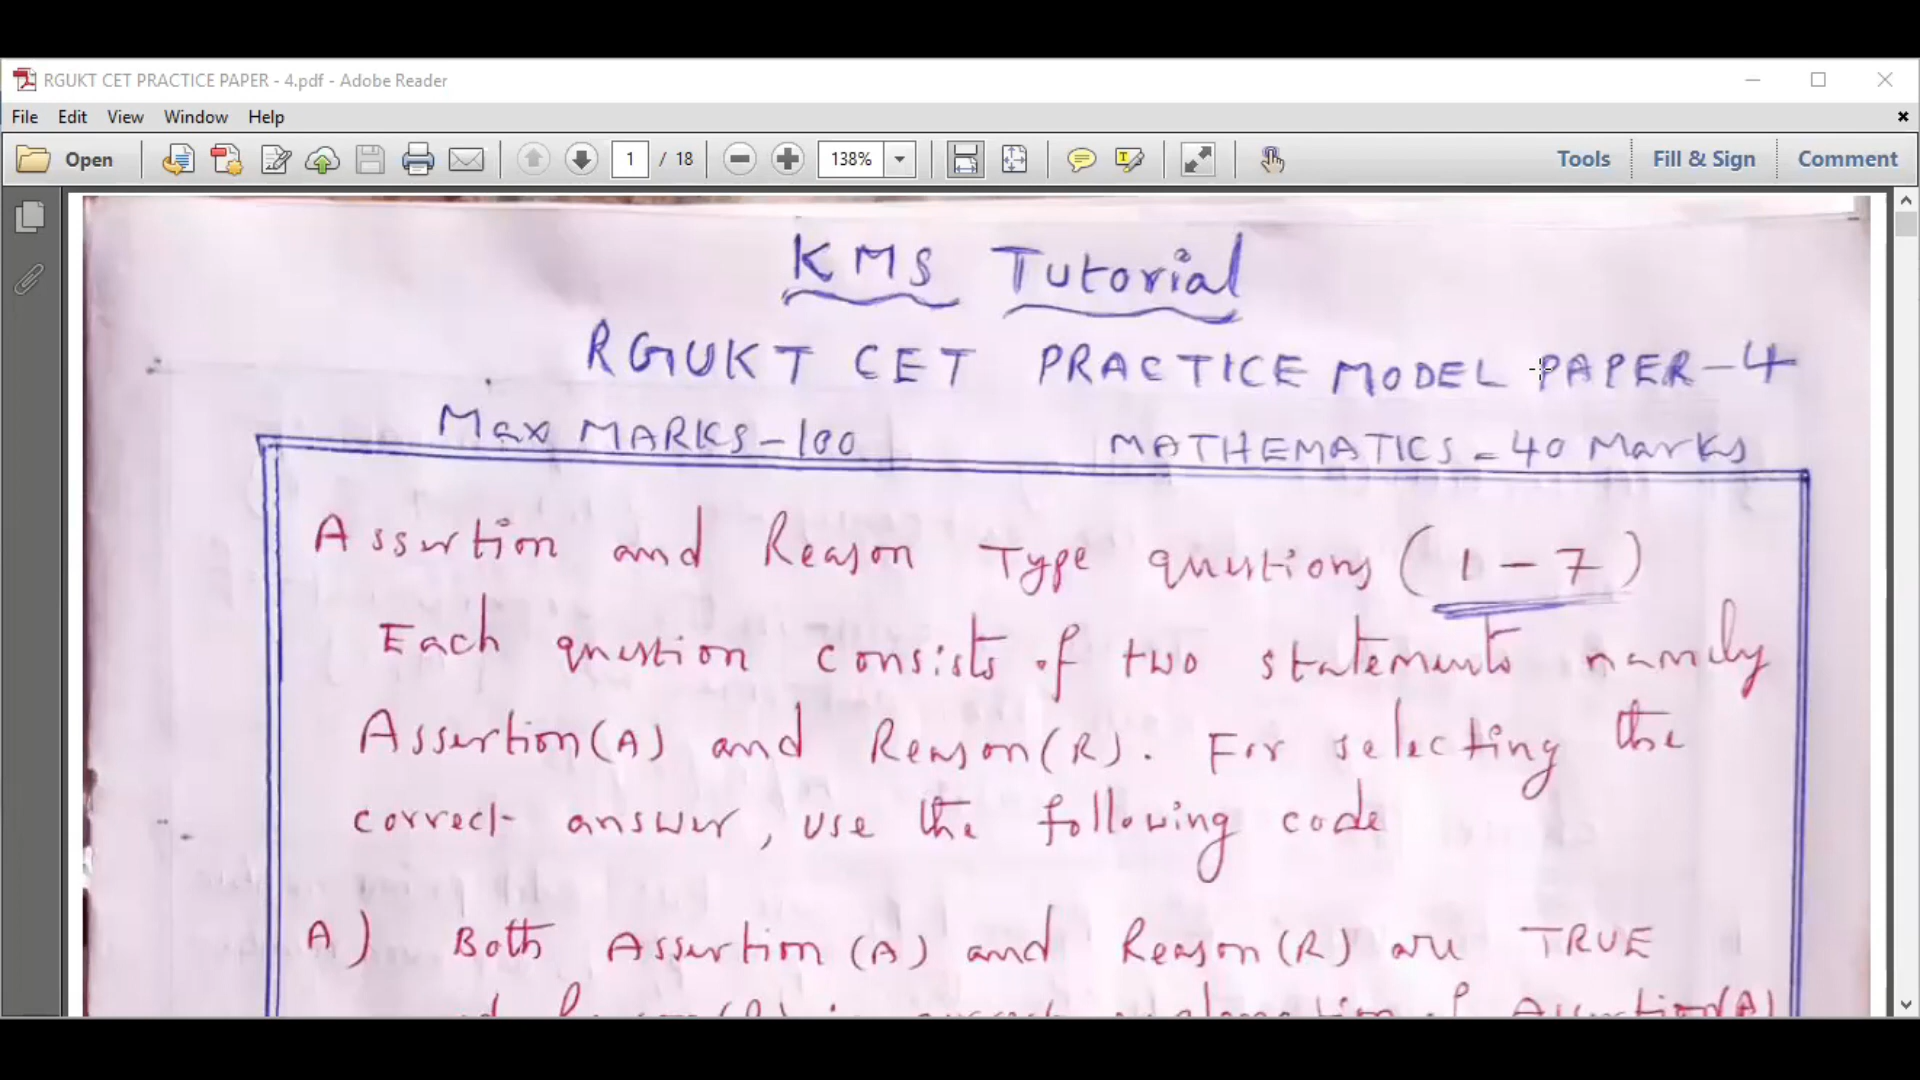 RGUKT CET PRACTICE PAPER - 4.pdf - Adobe Reader
File Edit View Window Help
Open 1 / 18 138% Tools Fill & Sign Comment
KMS Tutorial
RGUKT CET PRACTICE MODEL PAPER-4
Max MARKS-100 MATHEMATICS-40 Marks
Assertion and Reason Type questions (1-7)
Each question consists of two statements namely
Assertion(A) and Reason(R). For selecting the
correct answer, use the following code
A) Both Assertion (A) and Reason(R) are TRUE